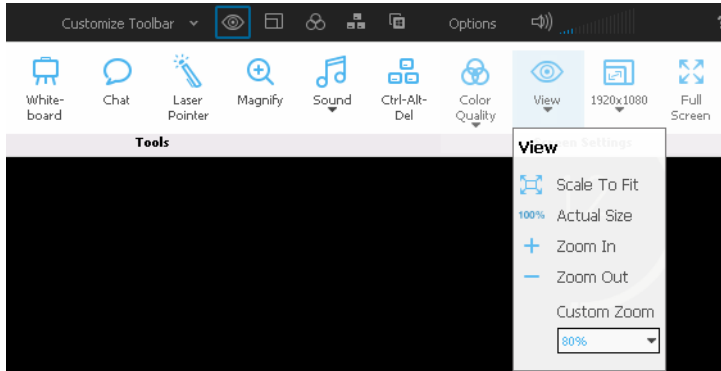 Customize Toolbar
Options
White-
board
Chat
Laser
Pointer
Magnify
Sound
Ctrl-Alt-
Del
Color
Quality
View
1920x1080
Full
Screen
Tools
Settings
View
Scale To Fit
100% Actual Size
Zoom In
Zoom Out
Custom Zoom
80%